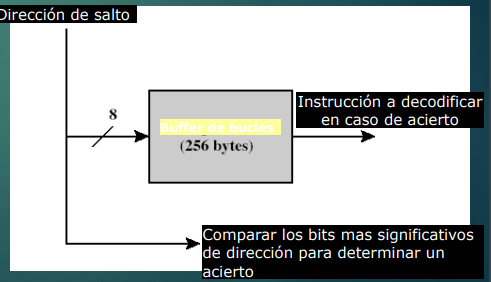 Dirección de salto
8
Instrucción a decodificar
en caso de acierto
Buffer de bucles
(256 bytes)
Comparar los bits mas significativos
de dirección para determinar un
acierto